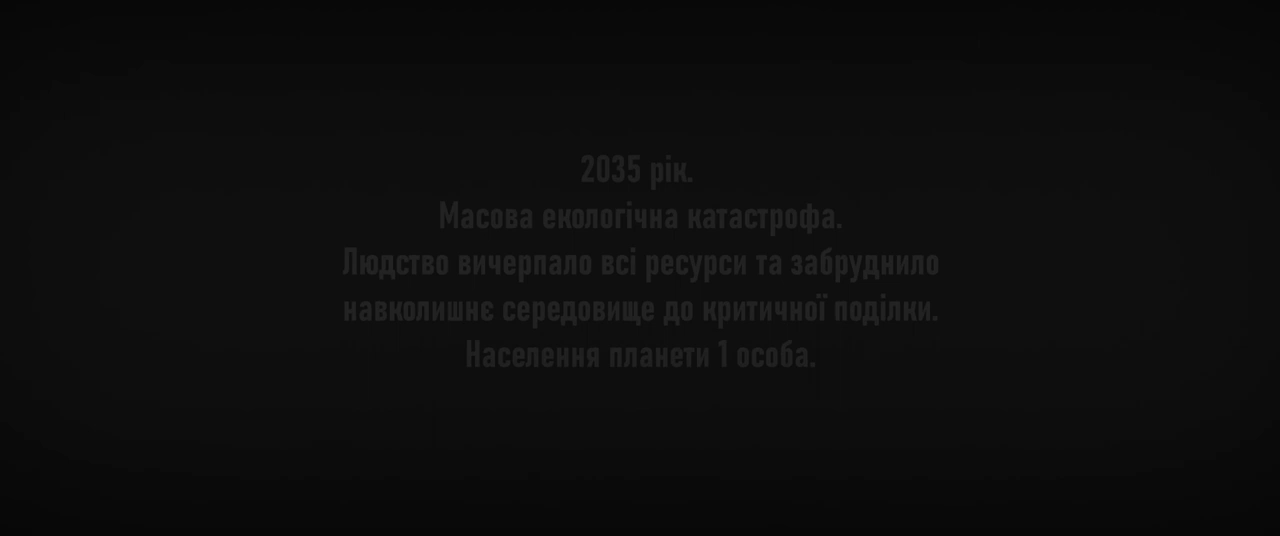 2035 рік.
Масова екологічна катастрофа.
Людство вичерпало всі ресурси та забруднило
навколишнє середовище до критичної поділки.
Населення планети 1 особа.